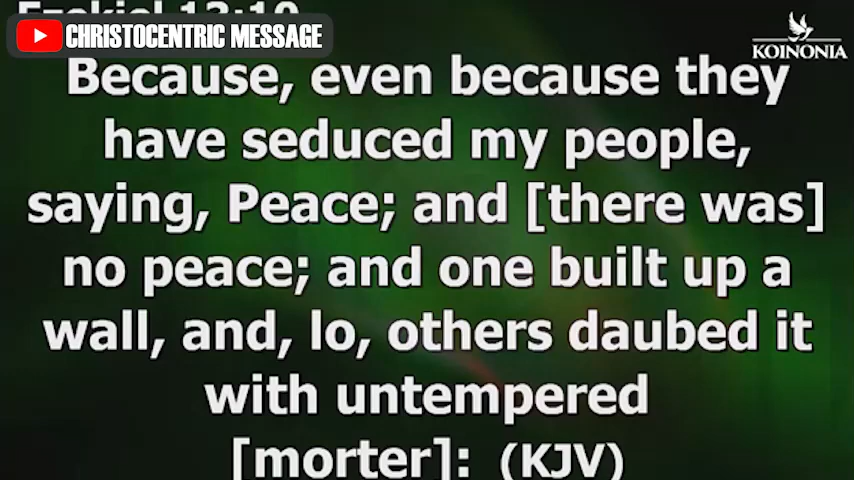 Ezekiel 13:10
CHRISTOCENTRIC MESSAGE
KOINONIA
Because, even because they
have seduced my people,
saying, Peace; and [there was]
no peace; and one built up a
wall, and, lo, others daubed it
with untempered
[morter]: (KJV)